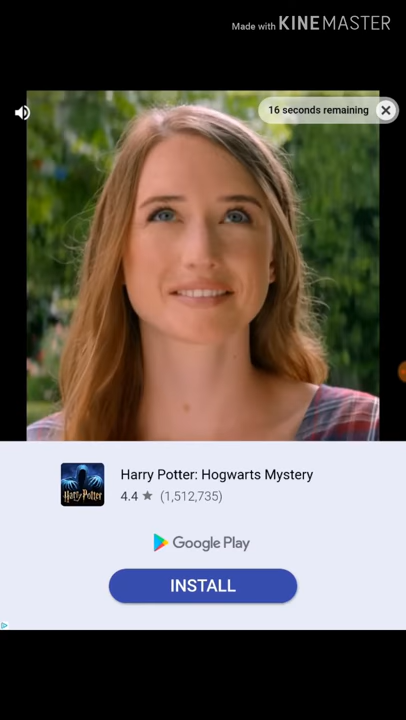 Made with KINEMASTER
16 seconds remaining
Harry Potter
Harry Potter: Hogwarts Mystery
4.4 ★ (1,512,735)
Google Play
INSTALL